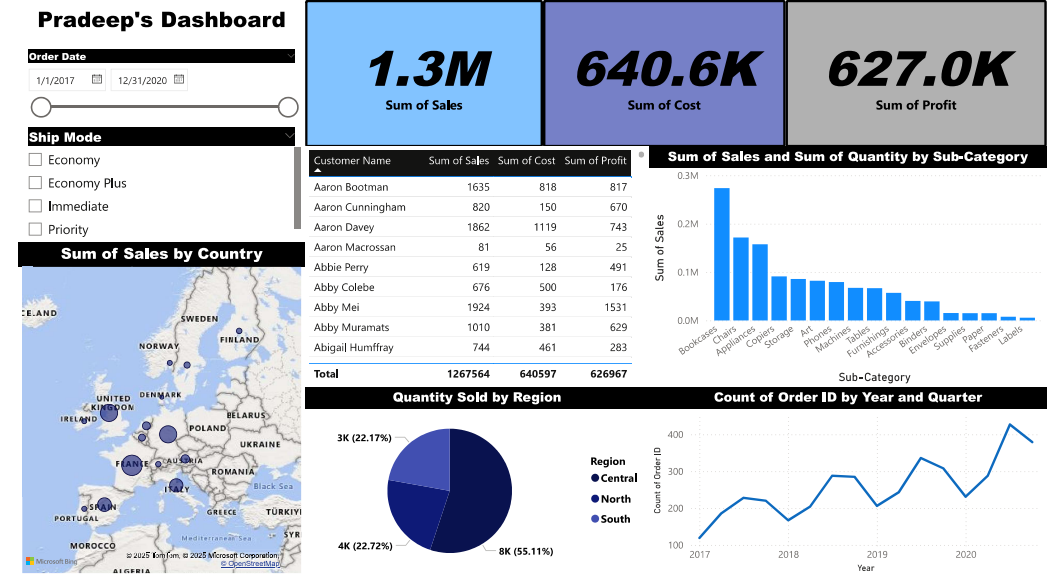 Pradeep's Dashboard
Order Date
1/1/2017
12/31/2020
Ship Mode
Economy
Economy Plus
Immediate
Priority
1.3M
Sum of Sales
640.6K
Sum of Cost
627.0K
Sum of Profit
Customer Name Sum of Sales Sum of Cost Sum of Profit
Aaron Bootman 1635 818 817
Aaron Cunningham 820 150 670
Aaron Davey 1862 1119 743
Aaron Macrossan 81 56 25
Abbie Perry 619 128 491
Abby Colebe 676 500 176
Abby Mei 1924 393 1531
Abby Muramats 1010 381 629
Abigail Humffray 744 461 283
Total 1267564 640597 626967
Sum of Sales and Sum of Quantity by Sub-Category
Sum of Sales
0.3M
0.2M
0.1M
0.0M
Bookcases
Chairs
Appliances
Copiers
Storage
Art
Phones
Machines
Tables
Furnishings
Accessories
Binders
Envelopes
Supplies
Paper
Fasteners
Labels
Sub-Category
Sum of Sales by Country
SWEDEN
FINLAND
NORWAY
DENMARK
UNITED
KINGDOM
IRELAND
BELARUS
POLAND
UKRAINE
FRANCE
AUSTRIA
ROMANIA
ITALY
Black Sea
SPAIN
PORTUGAL
GREECE
TÜRKIY
Mediterranean Sea
SYR
MOROCCO
ALGERIA
Microsoft Bing
© 2025 TomTom, © 2025 Microsoft Corporation,
© OpenStreetMap
Quantity Sold by Region
3K (22.17%)
4K (22.72%)
8K (55.11%)
Region
Central
North
South
Count of Order ID by Year and Quarter
Count of Order ID
400
300
200
100
2017
2018
2019
2020
Year